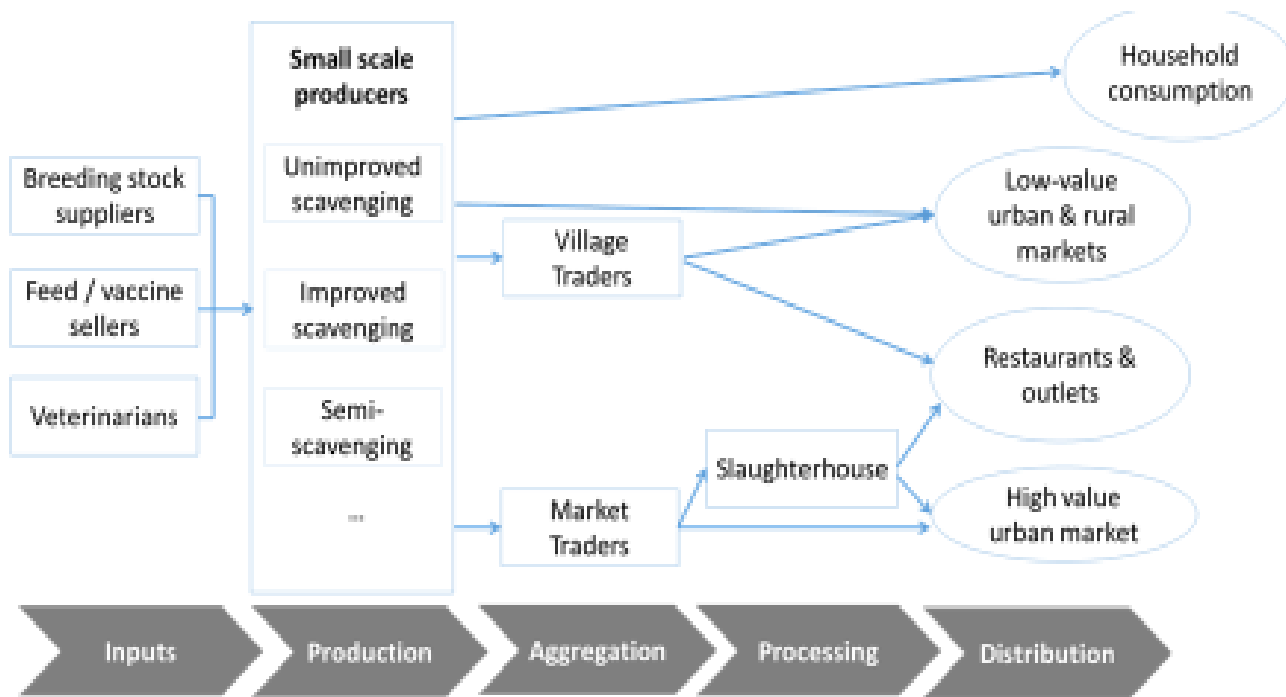 Small scale
producers
Household
consumption
Breeding stock
suppliers
Unimproved
scavenging
Low-value
urban & rural
markets
Village
Traders
Feed / vaccine
sellers
Improved
scavenging
Restaurants &
outlets
Veterinarians
Semi-
scavenging
Slaughterhouse
...
Market
Traders
High value
urban market
Inputs
Production
Aggregation
Processing
Distribution